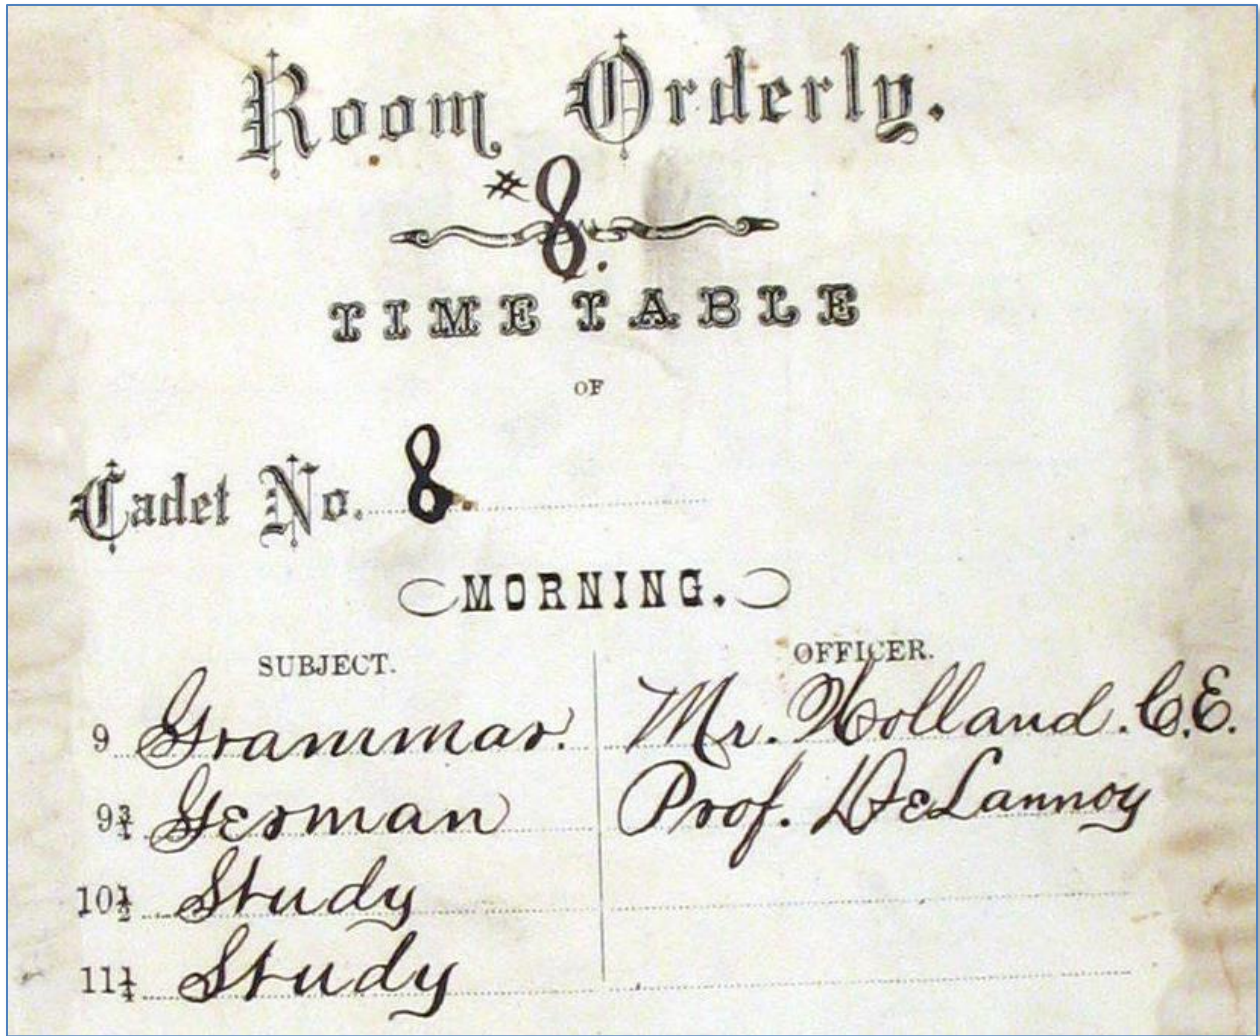 Room Orderly.
#8.
TIME TABLE
OF
Cadet No. 8
MORNING.
SUBJECT. OFFICER.
9 Grammar. Mr. Holland. C.E.
9¾ German Prof. DeLannoy
10½ Study
11¼ Study